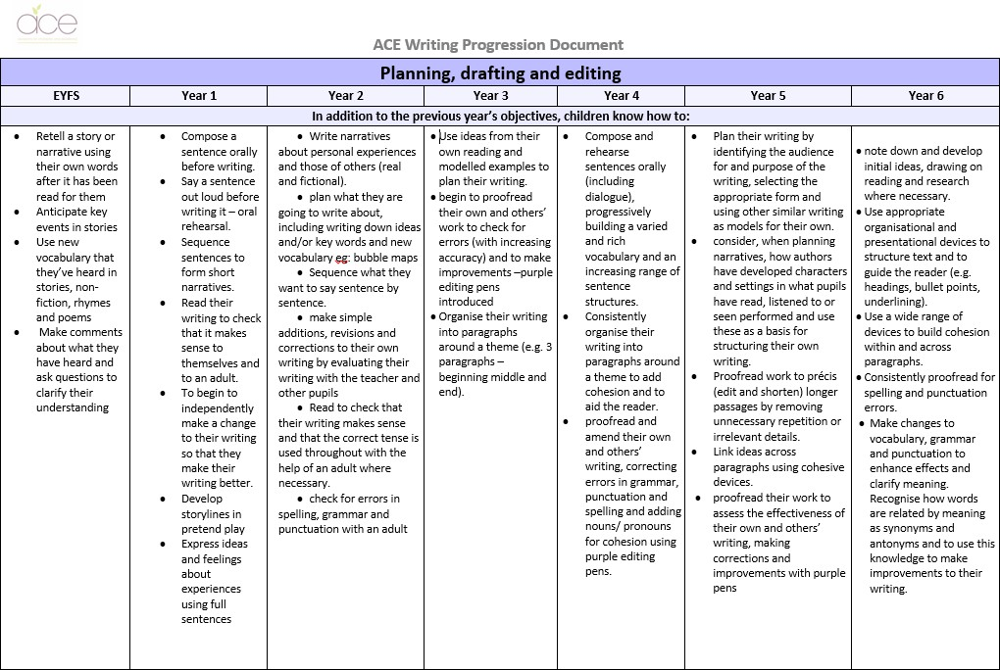 ace
ACE Writing Progression Document
Planning, drafting and editing
EYFS
Year 1
Year 2
Year 3
Year 4
Year 5
Year 6
In addition to the previous year's objectives, children know how to:
• Retell a story or
narrative using
their own words
after it has been
read for them
• Anticipate key
events in stories
• Use new
vocabulary that
they've heard in
stories, non-
fiction, rhymes
and poems
• Make comments
about what they
have heard and
ask questions to
clarify their
understanding
• Compose a
sentence orally
before writing.
• Say a sentence
out loud before
writing it – oral
rehearsal.
• Sequence
sentences to
form short
narratives.
• Read their
writing to check
that it makes
sense to
themselves and
to an adult.
• To begin to
independently
make a change
to their writing
so that they
make their
writing better.
• Develop
storylines in
pretend play
• Express ideas
and feelings
about
experiences
using full
sentences
• Write narratives
about personal experiences
and those of others (real
and fictional).
• plan what they are
going to write about,
including writing down ideas
and/or key words and new
vocabulary eg: bubble maps
• Sequence what they
want to say sentence by
sentence.
• make simple
additions, revisions and
corrections to their own
writing by evaluating their
writing with the teacher and
other pupils
• Read to check that
their writing makes sense
and that the correct tense is
used throughout with the
help of an adult where
necessary.
• check for errors in
spelling, grammar and
punctuation with an adult
• Use ideas from their
own reading and
modelled examples to
plan their writing.
• begin to proofread
their own and others'
work to check for
errors (with increasing
accuracy) and to make
improvements –purple
editing pens
introduced
• Organise their writing
into paragraphs
around a theme (e.g. 3
paragraphs –
beginning middle and
end).
• Compose and
rehearse
sentences orally
(including
dialogue),
progressively
building a varied
and rich
vocabulary and an
increasing range of
sentence
structures.
• Consistently
organise their
writing into
paragraphs around
a theme to add
cohesion and to
aid the reader.
• proofread and
amend their own
and others'
writing, correcting
errors in grammar,
punctuation and
spelling and adding
nouns/ pronouns
for cohesion using
purple editing
pens.
• Plan their writing by
identifying the audience
for and purpose of the
writing, selecting the
appropriate form and
using other similar writing
as models for their own.
• consider, when planning
narratives, how authors
have developed characters
and settings in what pupils
have read, listened to or
seen performed and use
these as a basis for
structuring their own
writing.
• Proofread work to précis
(edit and shorten) longer
passages by removing
unnecessary repetition or
irrelevant details.
• Link ideas across
paragraphs using cohesive
devices.
• proofread their work to
assess the effectiveness of
their own and others'
writing, making
corrections and
improvements with purple
pens
• note down and develop
initial ideas, drawing on
reading and research
where necessary.
• Use appropriate
organisational and
presentational devices to
structure text and to
guide the reader (e.g.
headings, bullet points,
underlining).
• Use a wide range of
devices to build cohesion
within and across
paragraphs.
• Consistently proofread for
spelling and punctuation
errors.
• Make changes to
vocabulary, grammar
and punctuation to
enhance effects and
clarify meaning.
Recognise how words
are related by meaning
as synonyms and
antonyms and to use this
knowledge to make
improvements to their
writing.